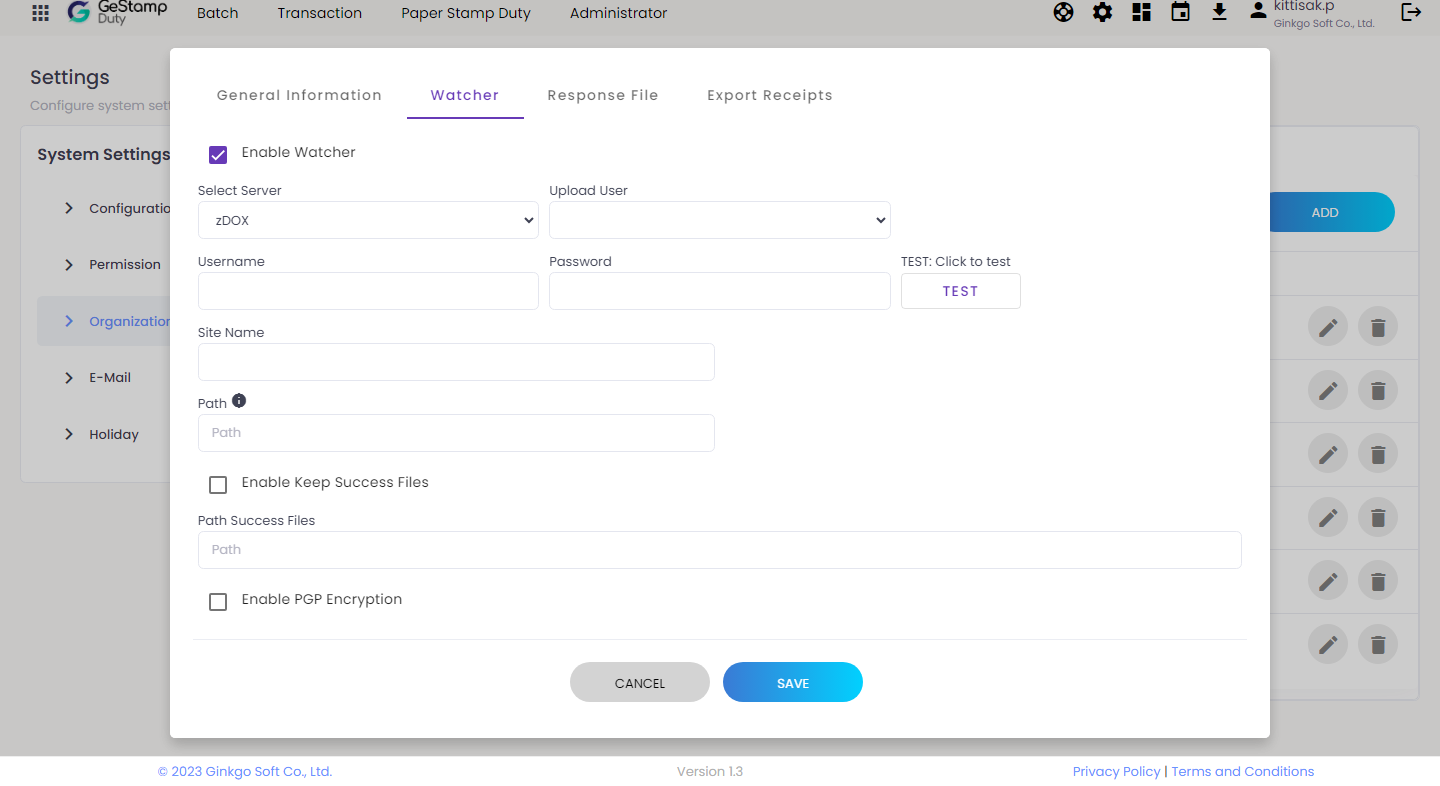 GeStamp
Duty
Batch
Transaction
Paper Stamp Duty
Administrator
kittisak.p
Ginkgo Soft Co., Ltd.
Settings
Configure system sett
System Settings
Configuratio
Permission
Organization
E-Mail
Holiday
ADD
General Information
Watcher
Response File
Export Receipts
Enable Watcher
Select Server
Upload User
zDOX
Username
Password
TEST: Click to test
TEST
Site Name
Path
Path
Enable Keep Success Files
Path Success Files
Path
Enable PGP Encryption
CANCEL
SAVE
© 2023 Ginkgo Soft Co., Ltd.
Version 1.3
Privacy Policy | Terms and Conditions